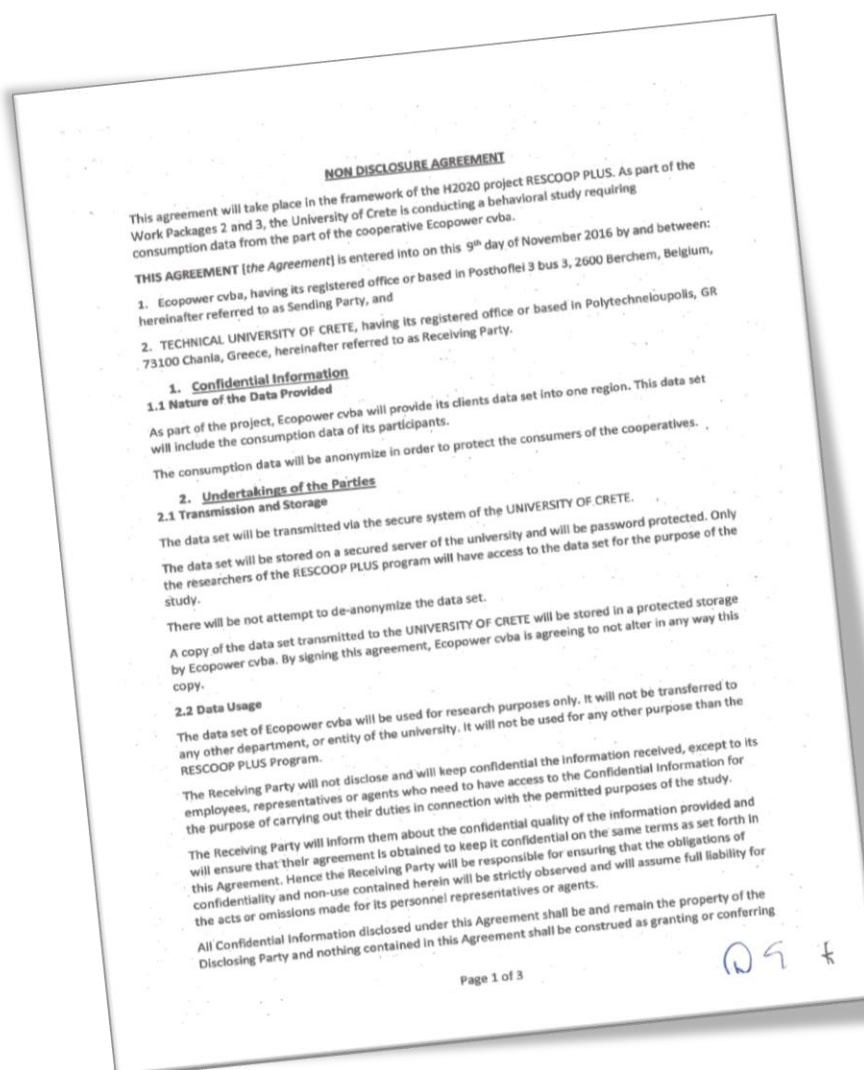 NON DISCLOSURE AGREEMENT
This agreement will take place in the framework of the H2020 project RESCOOP PLUS. As part of the
Work Packages 2 and 3, the University of Crete is conducting a behavioral study requiring
consumption data from the part of the cooperative Ecopower cvba.
THIS AGREEMENT [the Agreement] is entered into on this 9th day of November 2016 by and between:
1. Ecopower cvba, having its registered office or based in Posthoflei 3 bus 3, 2600 Berchem, Belgium,
hereinafter referred to as Sending Party, and
2. TECHNICAL UNIVERSITY OF CRETE, having its registered office or based in Polytechneloupolis, GR
73100 Chania, Greece, hereinafter referred to as Receiving Party.
1. Confidential Information
1.1 Nature of the Data Provided
As part of the project, Ecopower cvba will provide its clients data set into one region. This data set
will include the consumption data of its participants.
The consumption data will be anonymize in order to protect the consumers of the cooperatives.
2. Undertakings of the Parties
2.1 Transmission and Storage
The data set will be transmitted via the secure system of the UNIVERSITY OF CRETE.
The data set will be stored on a secured server of the university and will be password protected. Only
the researchers of the RESCOOP PLUS program will have access to the data set for the purpose of the
study.
There will be not attempt to de-anonymize the data set.
A copy of the data set transmitted to the UNIVERSITY OF CRETE will be stored in a protected storage
by Ecopower cvba. By signing this agreement, Ecopower cvba is agreeing to not alter in any way this
copy.
2.2 Data Usage
The data set of Ecopower cvba will be used for research purposes only. It will not be transferred to
any other department, or entity of the university. It will not be used for any other purpose than the
RESCOOP PLUS Program.
The Receiving Party will not disclose and will keep confidential the information received, except to its
employees, representatives or agents who need to have access to the Confidential Information for
the purpose of carrying out their duties in connection with the permitted purposes of the study.
The Receiving Party will inform them about the confidential quality of the information provided and
will ensure that their agreement is obtained to keep it confidential on the same terms as set forth in
this Agreement. Hence the Receiving Party will be responsible for ensuring that the obligations of
confidentiality and non-use contained herein will be strictly observed and will assume full liability for
the acts or omissions made for its personnel representatives or agents.
All Confidential Information disclosed under this Agreement shall be and remain the property of the
Disclosing Party and nothing contained in this Agreement shall be construed as granting or conferring
Page 1 of 3